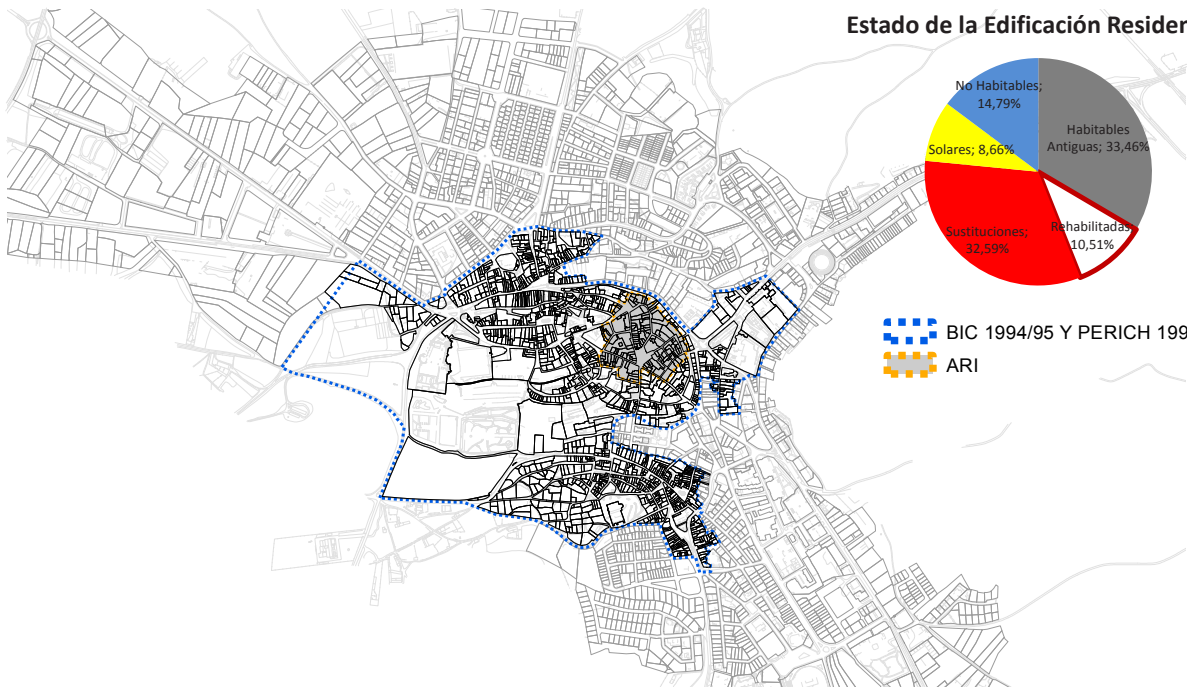 Estado de la Edificación Residen
No Habitables;
14,79%
Habitables
Antiguas; 33,46%
Solares; 8,66%
Rehabilitadas;
10,51%
Sustituciones;
32,59%
BIC 1994/95 Y PERICH 199
ARI